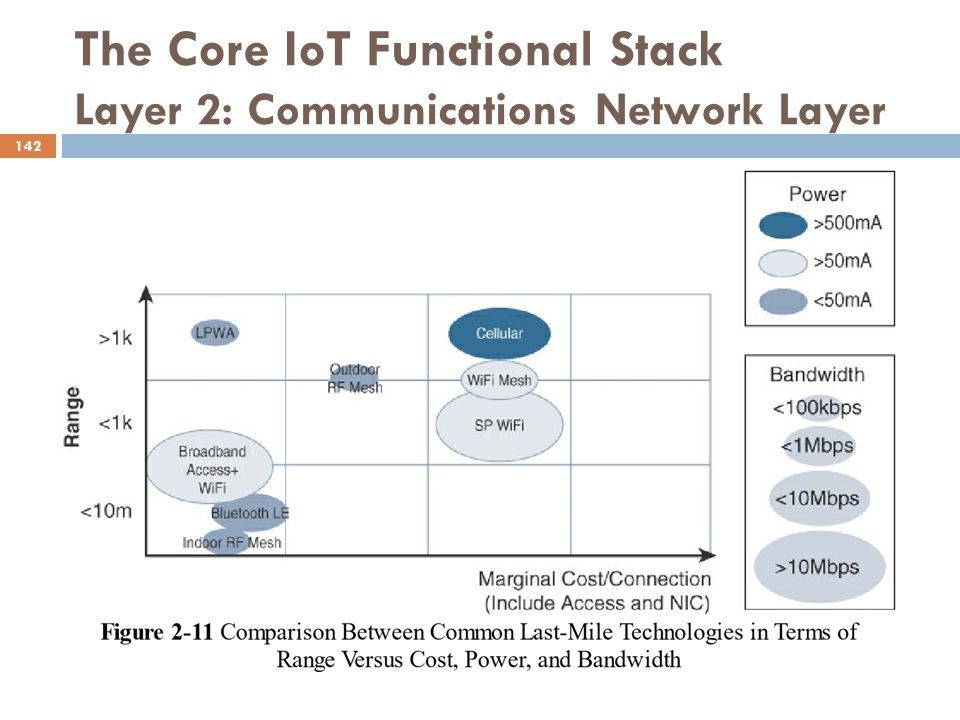 The Core IoT Functional Stack
Layer 2: Communications Network Layer
142
Power
>500mA
>50mA
<50mA
Bandwidth
<100kbps
<1Mbps
<10Mbps
>10Mbps
Range
>1k
<1k
<10m
LPWA
Outdoor
RF Mesh
Cellular
WiFi Mesh
SP WiFi
Broadband
Access+
WiFi
Bluetooth LE
Indoor RF Mesh
Marginal Cost/Connection
(Include Access and NIC)
Figure 2-11 Comparison Between Common Last-Mile Technologies in Terms of
Range Versus Cost, Power, and Bandwidth